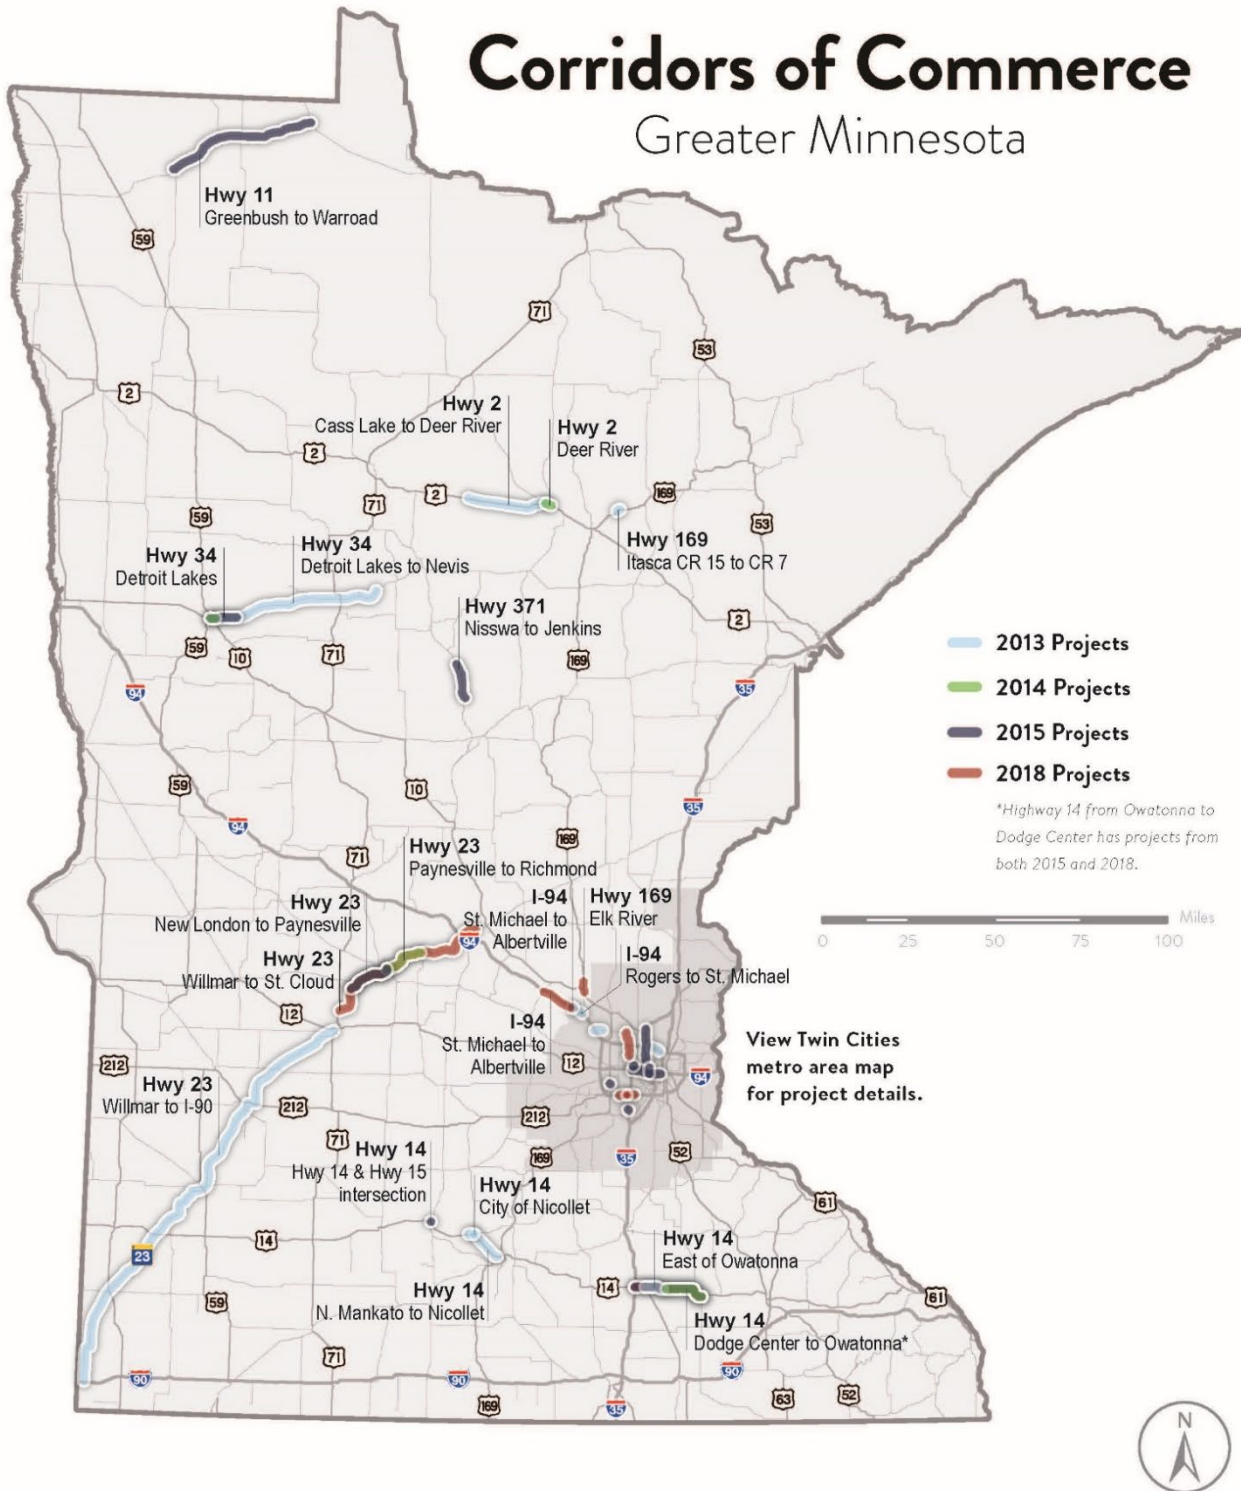 Corridors of Commerce
Greater Minnesota
Hwy 11
Greenbush to Warroad
59
71
53
2
Hwy 2
Cass Lake to Deer River
Hwy 2
Deer River
2
2
71
169
59
53
Hwy 169
Itasca CR 15 to CR 7
Hwy 34
Detroit Lakes
Hwy 34
Detroit Lakes to Nevis
Hwy 371
Nisswa to Jenkins
2
59
10
71
169
94
35
2013 Projects
2014 Projects
2015 Projects
2018 Projects
*Highway 14 from Owatonna to
Dodge Center has projects from
both 2015 and 2018.
59
10
35
94
169
71
Hwy 23
Paynesville to Richmond
Hwy 23
New London to Paynesville
I-94
St. Michael to
Albertville
Hwy 169
Elk River
Miles
0 25 50 75 100
94
Hwy 23
Willmar to St. Cloud
I-94
Rogers to St. Michael
12
I-94
St. Michael to
Albertville
12
View Twin Cities
metro area map
for project details.
212
94
Hwy 23
Willmar to I-90
212
212
71
Hwy 14
Hwy 14 & Hwy 15
intersection
169
35
52
Hwy 14
City of Nicollet
61
23
14
Hwy 14
East of Owatonna
14
61
59
Hwy 14
N. Mankato to Nicollet
Hwy 14
Dodge Center to Owatonna*
71
90
90
90
169
35
63
52
N